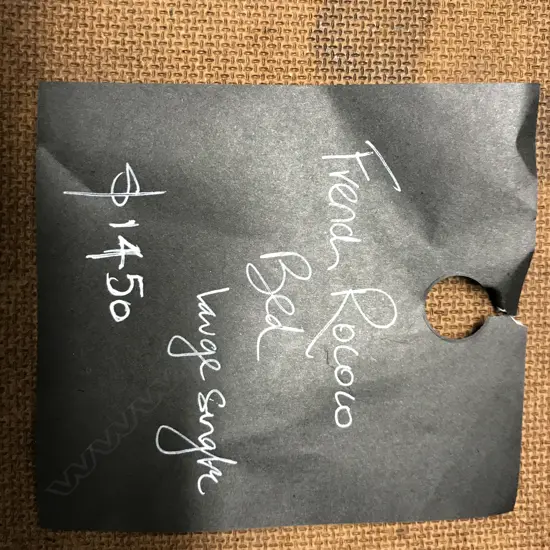 French Rococo
Bed
Large Single
$1450